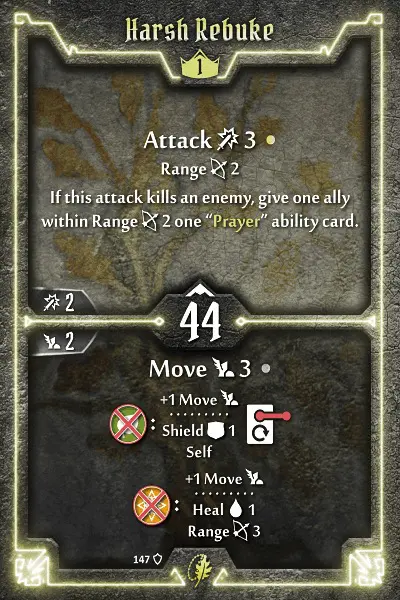 Harsh Rebuke
1
Attack 3
Range 2
If this attack kills an enemy, give one ally
within Range 2 one “Prayer” ability card.
2
44
2
Move 3
+1 Move
: Shield 1
Self
+1 Move
: Heal 1
Range 3
147